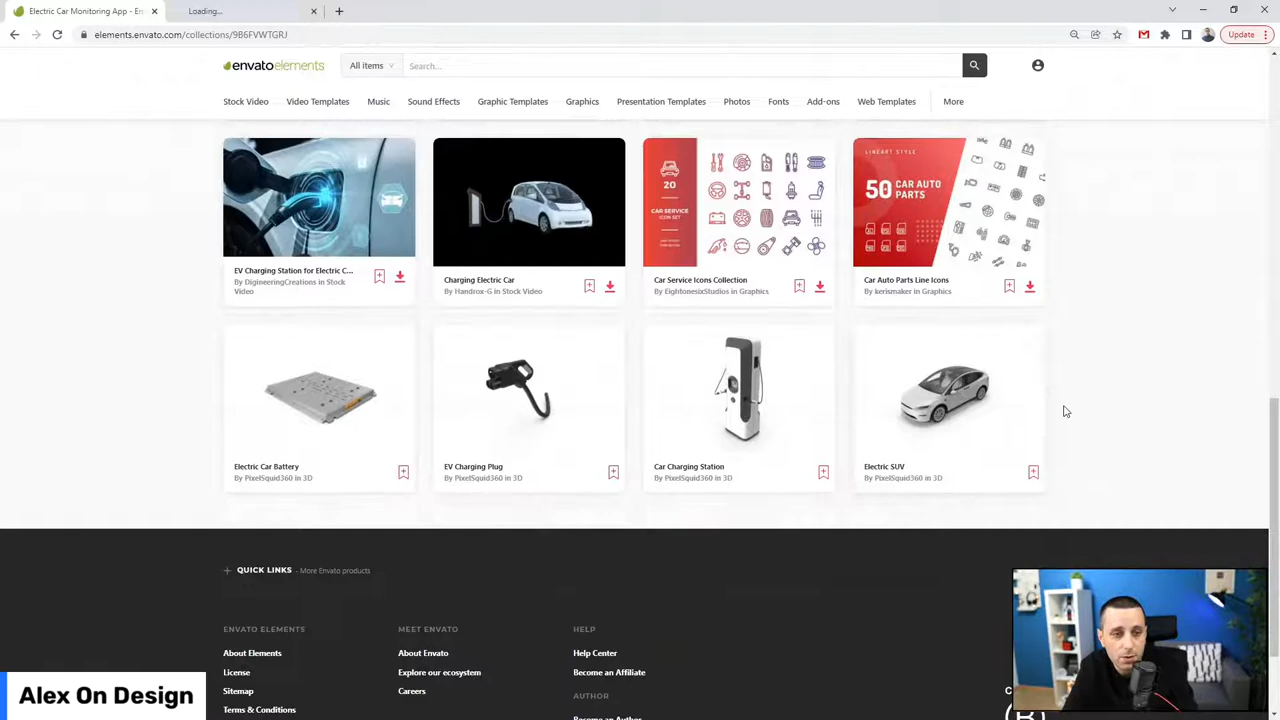 Electric Car Monitoring App - En
Loading...
elements.envato.com/collections/9B6FVWTGRJ
Update
envatoelements
All items
Search...
Stock Video
Video Templates
Music
Sound Effects
Graphic Templates
Graphics
Presentation Templates
Photos
Fonts
Add-ons
Web Templates
More
20
CAR SERVICE
ICON SET
LINEART STYLE
50 CAR AUTO
PARTS
EV Charging Station for Electric C...
By DigineeringCreations in Stock
Video
Charging Electric Car
By Handrox-G in Stock Video
Car Service Icons Collection
By EightonesixStudios in Graphics
Car Auto Parts Line Icons
By kerismaker in Graphics
Electric Car Battery
By PixelSquid360 in 3D
EV Charging Plug
By PixelSquid360 in 3D
Car Charging Station
By PixelSquid360 in 3D
Electric SUV
By PixelSquid360 in 3D
QUICK LINKS - More Envato products
ENVATO ELEMENTS
MEET ENVATO
HELP
About Elements
About Envato
Help Center
License
Explore our ecosystem
Become an Affiliate
Sitemap
Careers
AUTHOR
Terms & Conditions
Become an Author
Alex On Design